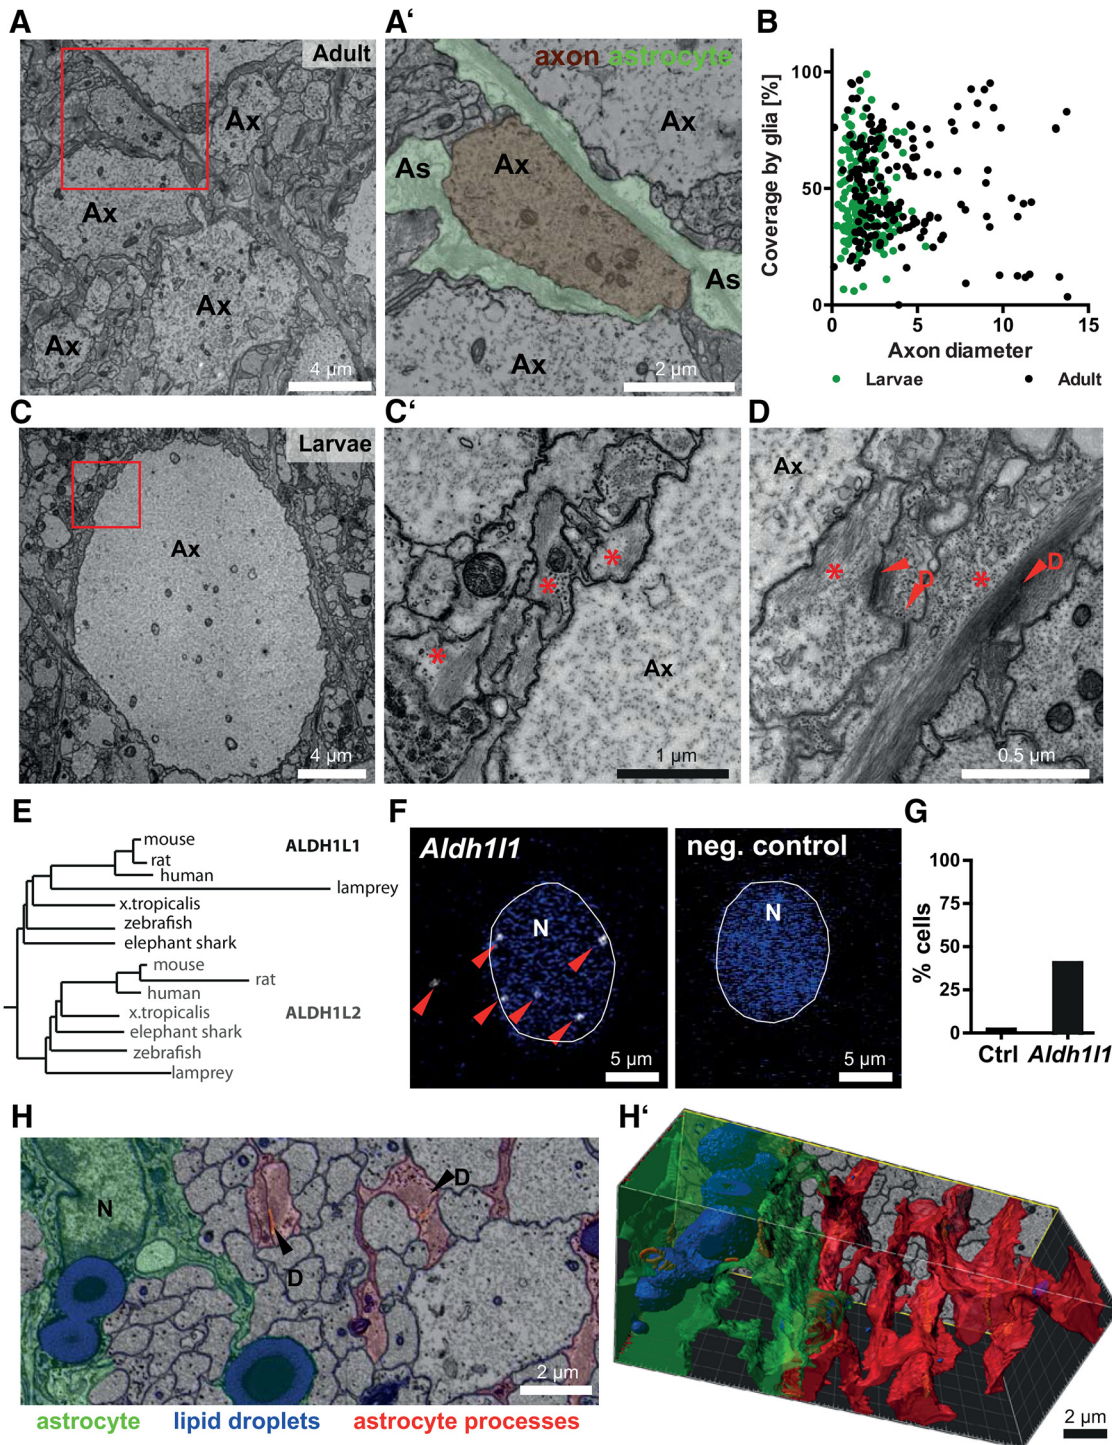 A
Adult
Ax
Ax
Ax
Ax
4 µm
A‘
axon astrocyte
Ax
As
Ax
As
Ax
2 µm
B
Coverage by glia [%]
100
50
0
0 5 10 15
Axon diameter
Larvae Adult
C
Larvae
Ax
4 µm
C‘
*
*
*
Ax
1 µm
D
Ax
*
D
*
D
0.5 µm
E
mouse
rat
human
ALDH1L1
lamprey
x.tropicalis
zebrafish
elephant shark
mouse
rat
human
x.tropicalis
ALDH1L2
elephant shark
zebrafish
lamprey
F
Aldh1l1
N
5 µm
neg. control
N
5 µm
G
% cells
100
75
50
25
0
Ctrl Aldh1l1
H
N
D
D
2 µm
astrocyte lipid droplets astrocyte processes
H‘
2 µm